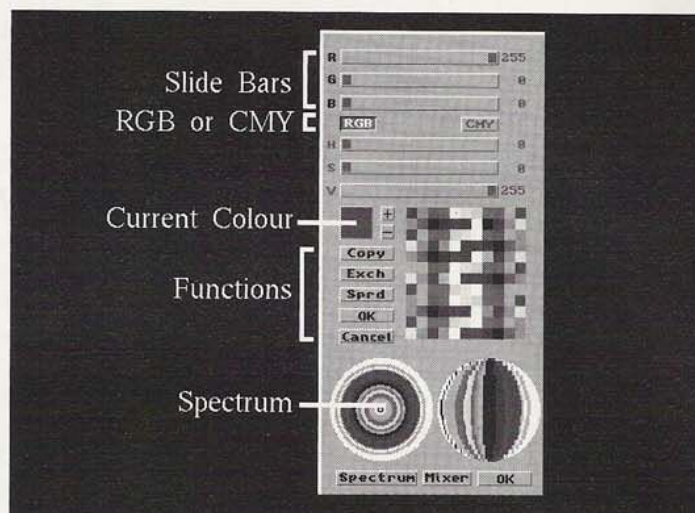 R 255
Slide Bars
G 0
B 0
RGB or CMY
RGB CMY
H 0
S 0
V 255
Current Colour
+
−
Copy
Exch
Functions
Sprd
OK
Cancel
Spectrum
Spectrum Mixer OK